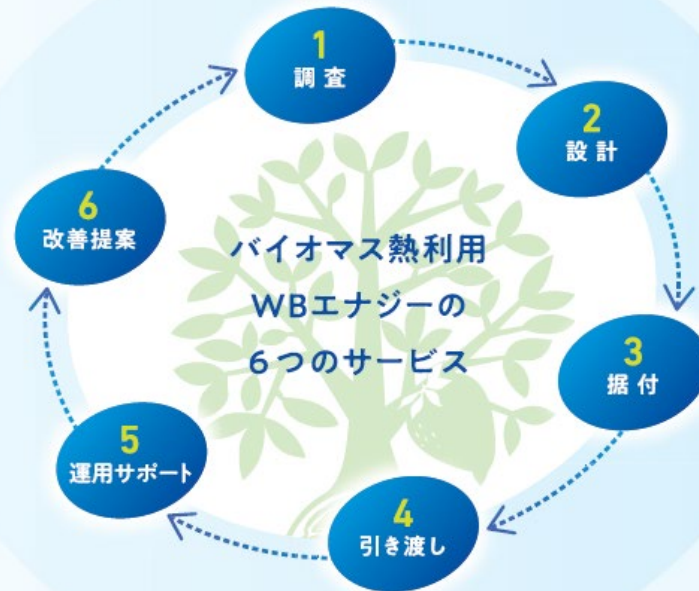 1
調査
2
設計
3
据付
4
引き渡し
5
運用サポート
6
改善提案
バイオマス熱利用
WBエナジーの
6つのサービス